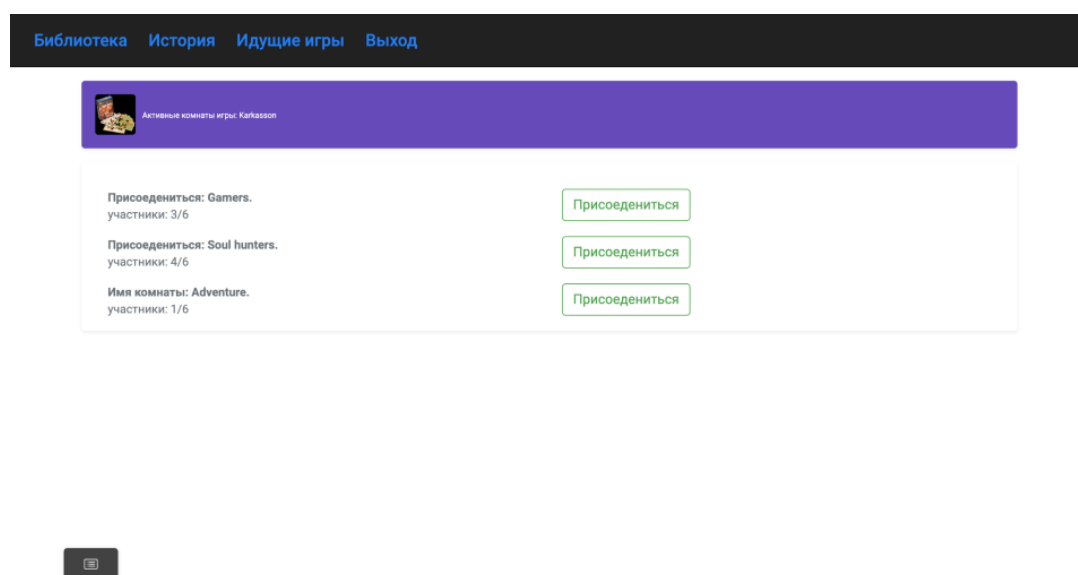 Библиотека История Идущие игры Выход
Активные комнаты игры: Karkasson
Присоедениться: Gamers.
участники: 3/6
Присоедениться
Присоедениться: Soul hunters.
участники: 4/6
Присоедениться
Имя комнаты: Adventure.
участники: 1/6
Присоедениться